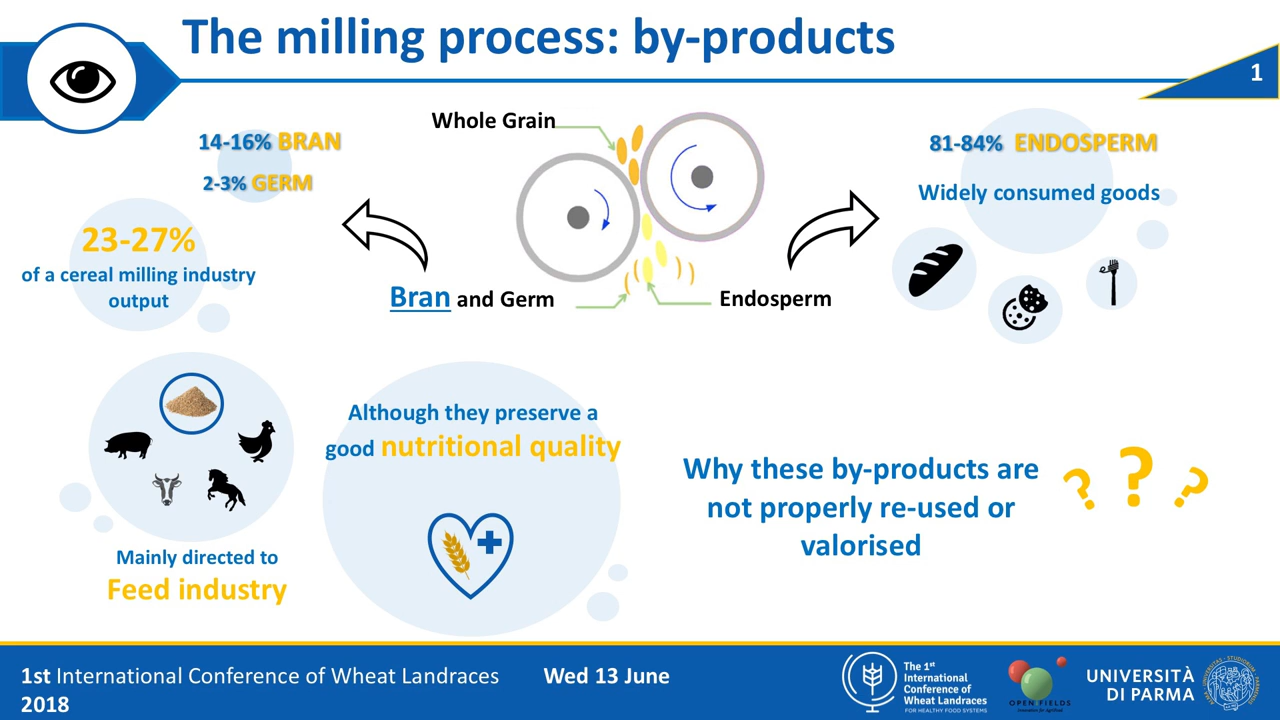 The milling process: by-products
1
Whole Grain
14-16% BRAN
2-3% GERM
81-84% ENDOSPERM
Widely consumed goods
23-27%
of a cereal milling industry
output
Bran and Germ
Endosperm
Although they preserve a
good nutritional quality
Why these by-products are
not properly re-used or
valorised
? ? ?
Mainly directed to
Feed industry
1st International Conference of Wheat Landraces
2018
Wed 13 June
The 1st
International
Conference of
Wheat Landraces
FOR HEALTHY FOOD SYSTEMS
OPEN FIELDS
UNIVERSITÀ
DI PARMA